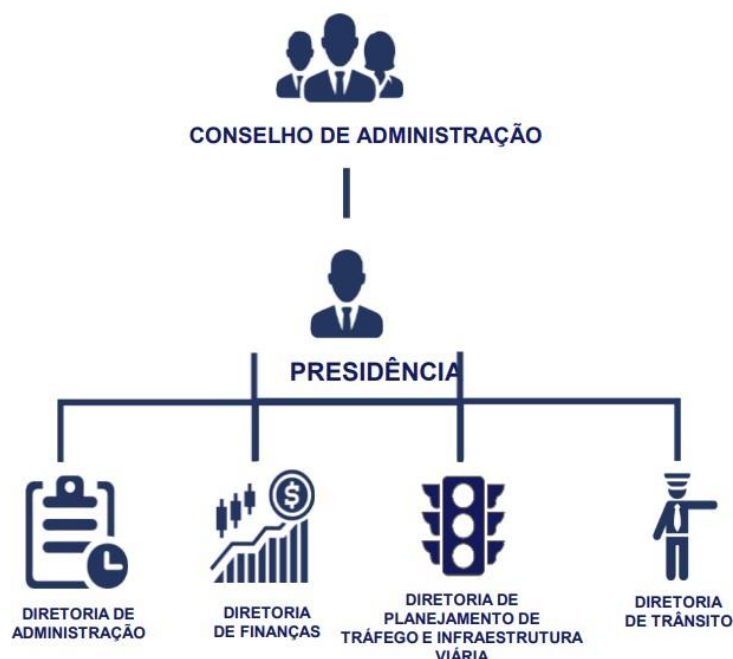 CONSELHO DE ADMINISTRAÇÃO
PRESIDÊNCIA
$
DIRETORIA DE
ADMINISTRAÇÃO
DIRETORIA
DE FINANÇAS
DIRETORIA DE
PLANEJAMENTO DE
TRÁFEGO E INFRAESTRUTURA
VIÁRIA
DIRETORIA
DE TRÂNSITO